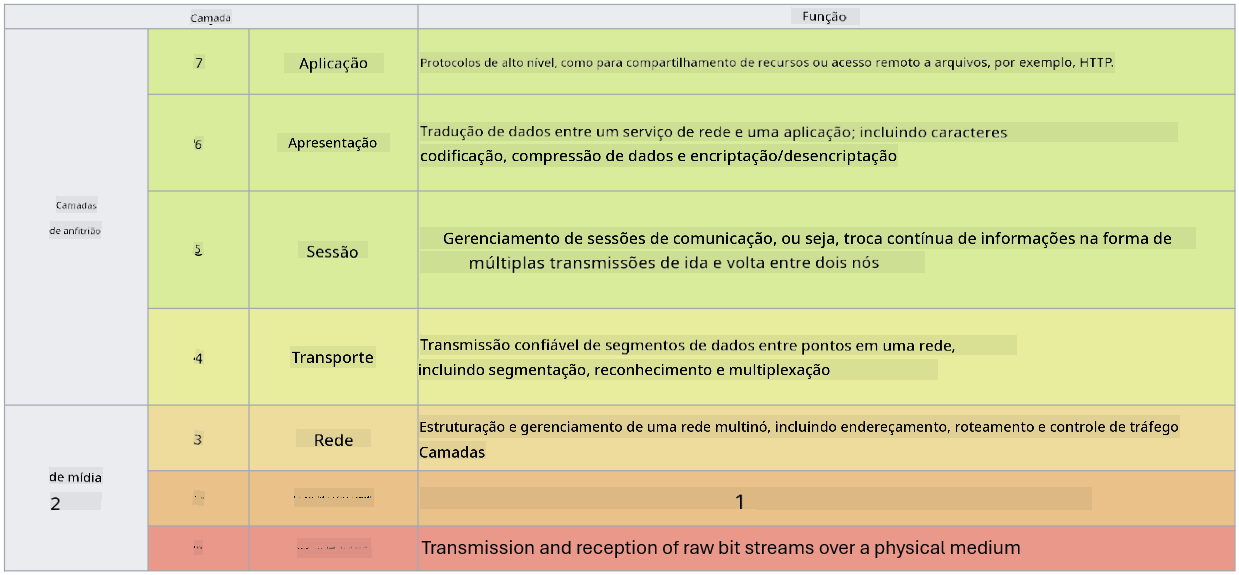 Camada
Função
7
Aplicação
Protocolos de alto nível, como para compartilhamento de recursos ou acesso remoto a arquivos, por exemplo, HTTP.
6
Apresentação
Tradução de dados entre um serviço de rede e uma aplicação; incluindo caracteres
codificação, compressão de dados e encriptação/desencriptação
Camadas
de anfitrião
5
Sessão
Gerenciamento de sessões de comunicação, ou seja, troca contínua de informações na forma de
múltiplas transmissões de ida e volta entre dois nós
4
Transporte
Transmissão confiável de segmentos de dados entre pontos em uma rede,
incluindo segmentação, reconhecimento e multiplexação
3
Rede
Estruturação e gerenciamento de uma rede multinó, incluindo endereçamento, roteamento e controle de tráfego
Camadas
de mídia
2
1
Transmission and reception of raw bit streams over a physical medium